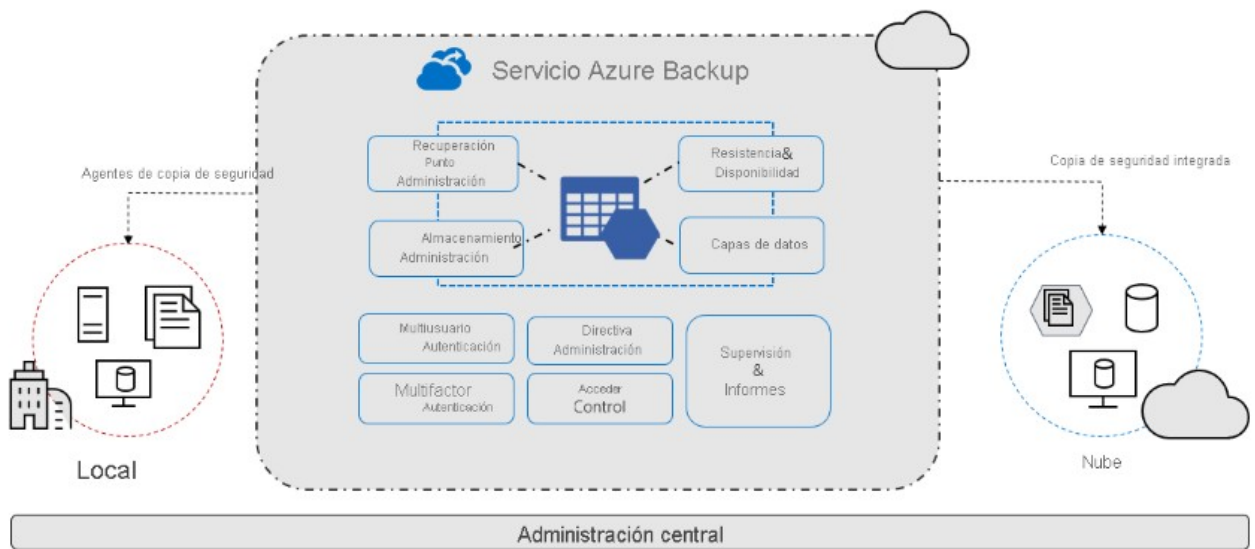 Servicio Azure Backup
Agentes de copia de seguridad
Recuperación
Punto
Administración
Resistencia&
Disponibilidad
Copia de seguridad integrada
Almacenamiento
Administración
Capas de datos
Multiusuario
Autenticación
Directiva
Administración
Supervisión
&
Informes
Multifactor
Autenticación
Acceder
Control
Local
Nube
Administración central